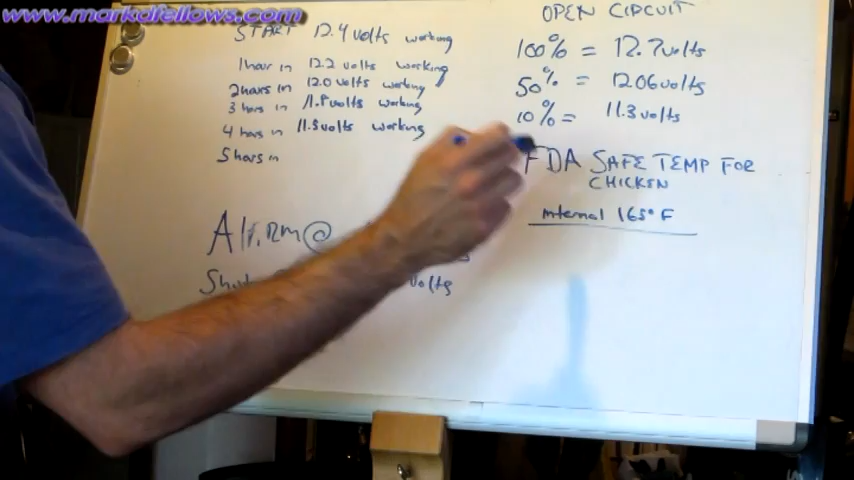 www.markdfellows.com
START 12.4 volts working
1 hour in 12.2 volts working
2 hours in 12.0 volts working
3 hours in 11.8 volts working
4 hours in 11.5 volts working
5 hours in
Alarm @
volts
OPEN CIRCUIT
100% = 12.7 volts
50% = 12.06 volts
10% = 11.3 volts
FDA SAFE TEMP FOR
CHICKEN
internal 165° F